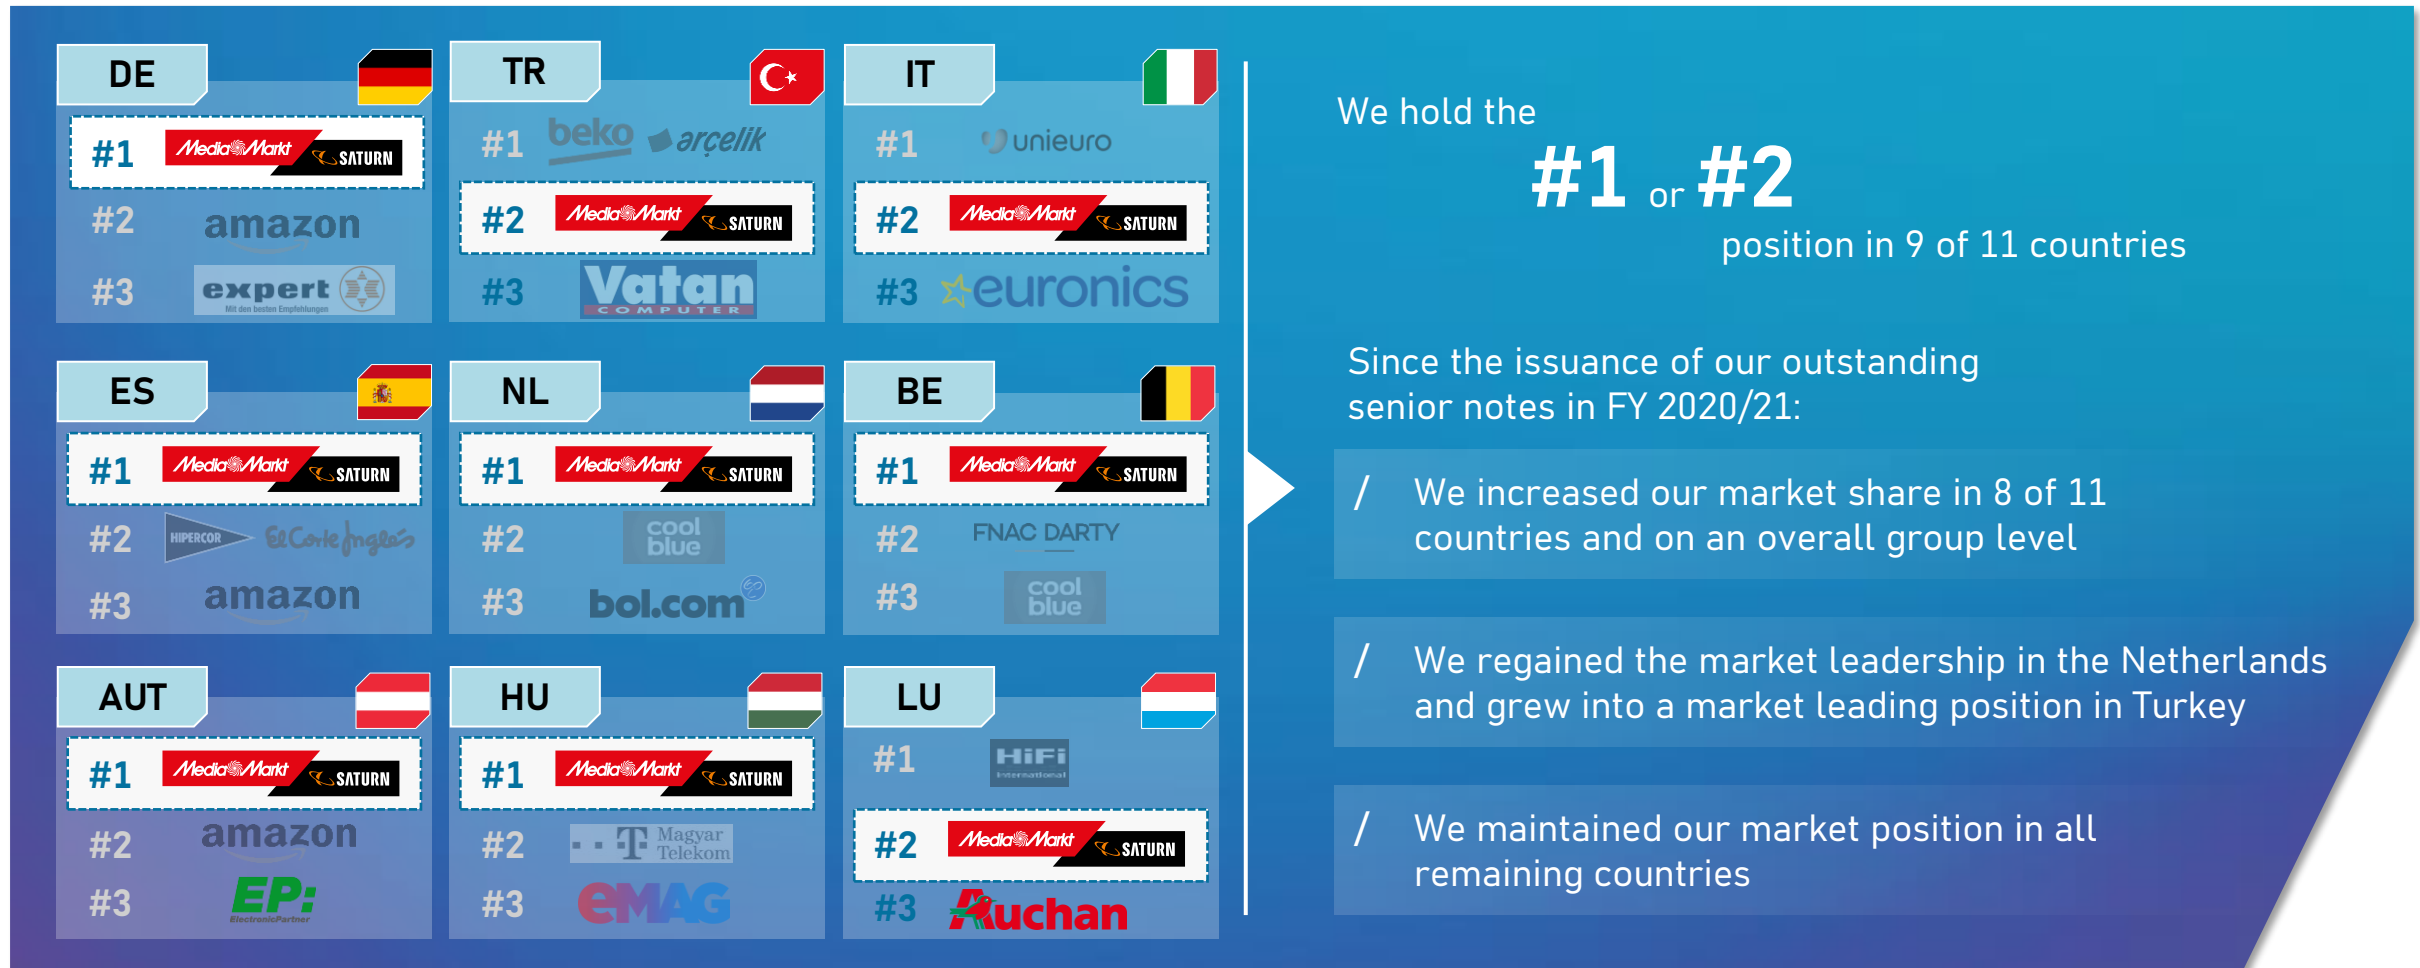 DE
#1 MediaMarkt SATURN
#2 amazon
#3 expert
Mit den besten Empfehlungen
TR
#1 beko arçelik
#2 MediaMarkt SATURN
#3 Vatan
COMPUTER
IT
#1 unieuro
#2 MediaMarkt SATURN
#3 euronics
ES
#1 MediaMarkt SATURN
#2 HIPERCOR El Corte Inglés
#3 amazon
NL
#1 MediaMarkt SATURN
#2 cool
blue
#3 bol.com
BE
#1 MediaMarkt SATURN
#2 FNAC DARTY
#3 cool
blue
AUT
#1 MediaMarkt SATURN
#2 amazon
#3 EP:
ElectronicPartner
HU
#1 MediaMarkt SATURN
#2 T Magyar
Telekom
#3 eMAG
LU
#1 HiFi
International
#2 MediaMarkt SATURN
#3 Auchan
We hold the
#1 or #2
position in 9 of 11 countries
Since the issuance of our outstanding
senior notes in FY 2020/21:
/ We increased our market share in 8 of 11
countries and on an overall group level
/ We regained the market leadership in the Netherlands
and grew into a market leading position in Turkey
/ We maintained our market position in all
remaining countries